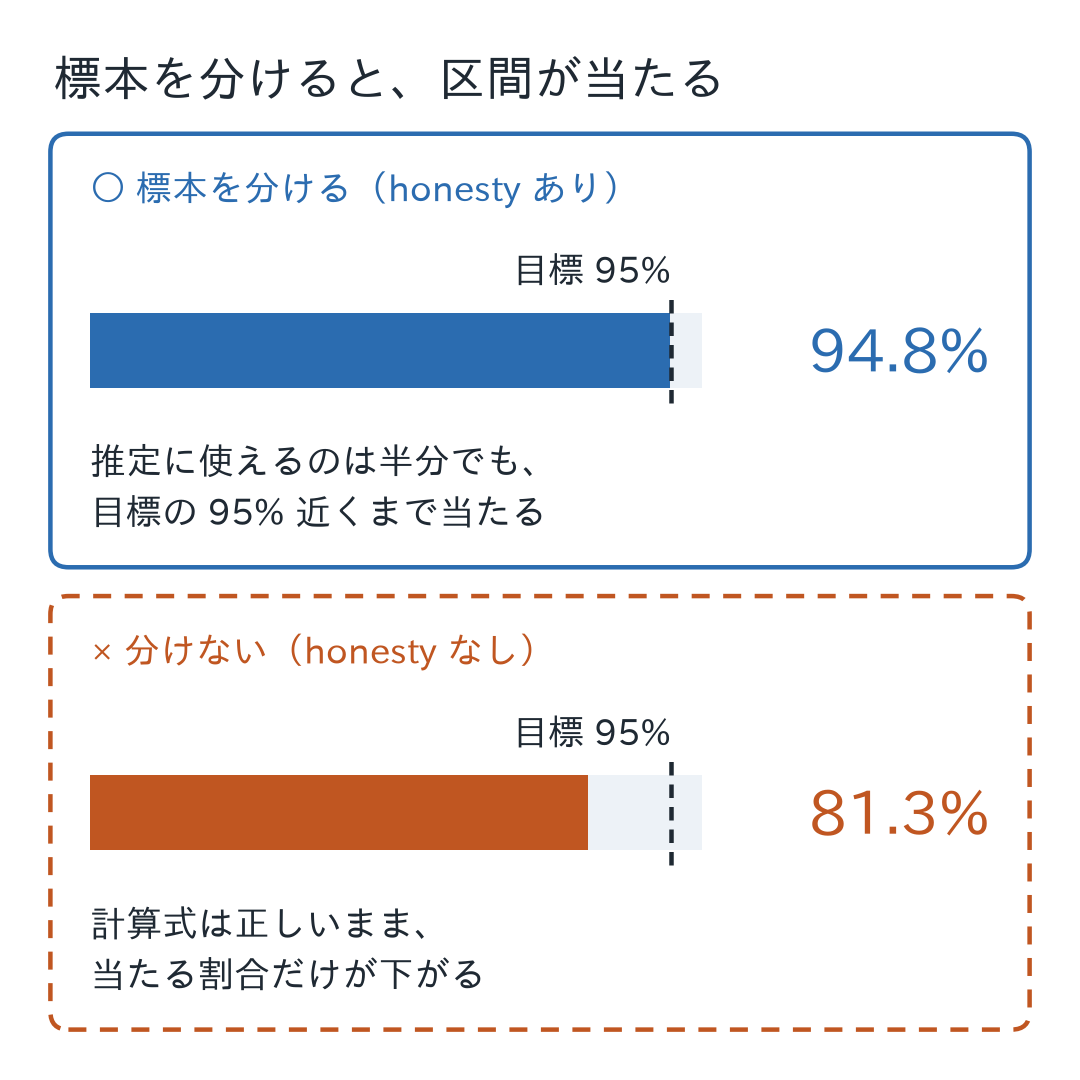 標本を分けると、区間が当たる
○ 標本を分ける（honesty あり）
目標 95%
94.8%
推定に使えるのは半分でも、
目標の 95% 近くまで当たる
× 分けない（honesty なし）
目標 95%
81.3%
計算式は正しいまま、
当たる割合だけが下がる